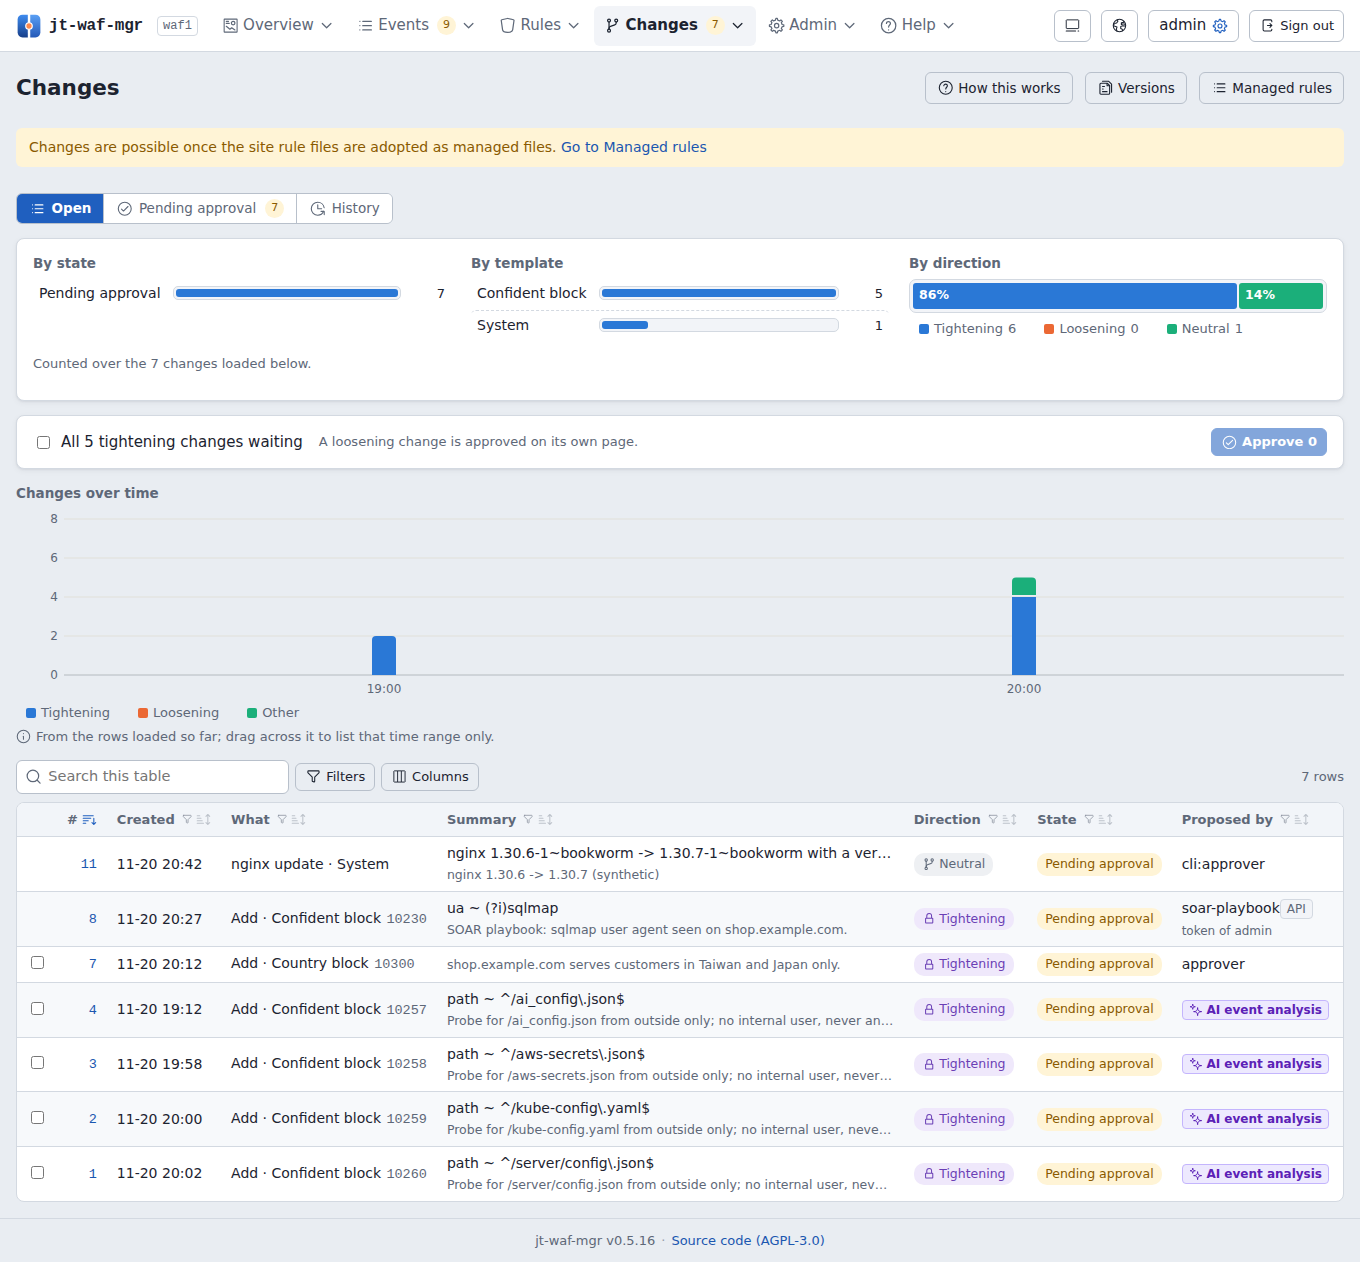 jt-waf-mgr waf1 Overview Events 9 Rules Changes 7 Admin Help admin Sign out
Changes How this works Versions Managed rules
Changes are possible once the site rule files are adopted as managed files. Go to Managed rules
Open Pending approval 7 History
By state By template By direction
Pending approval 7 Confident block 5 86% 14%
System 1 Tightening 6 Loosening 0 Neutral 1
Counted over the 7 changes loaded below.
All 5 tightening changes waiting A loosening change is approved on its own page. Approve 0
Changes over time
8
6
4
2
0
19:00 20:00
Tightening Loosening Other
From the rows loaded so far; drag across it to list that time range only.
Search this table Filters Columns 7 rows
# Created What Summary Direction State Proposed by
11 11-20 20:42 nginx update · System nginx 1.30.6-1~bookworm -> 1.30.7-1~bookworm with a ver… Neutral Pending approval cli:approver
nginx 1.30.6 -> 1.30.7 (synthetic)
8 11-20 20:27 Add · Confident block 10230 ua ~ (?i)sqlmap Tightening Pending approval soar-playbook API
SOAR playbook: sqlmap user agent seen on shop.example.com. token of admin
7 11-20 20:12 Add · Country block 10300 shop.example.com serves customers in Taiwan and Japan only. Tightening Pending approval approver
4 11-20 19:12 Add · Confident block 10257 path ~ ^/ai_config\.json$ Tightening Pending approval AI event analysis
Probe for /ai_config.json from outside only; no internal user, never an…
3 11-20 19:58 Add · Confident block 10258 path ~ ^/aws-secrets\.json$ Tightening Pending approval AI event analysis
Probe for /aws-secrets.json from outside only; no internal user, never…
2 11-20 20:00 Add · Confident block 10259 path ~ ^/kube-config\.yaml$ Tightening Pending approval AI event analysis
Probe for /kube-config.yaml from outside only; no internal user, neve…
1 11-20 20:02 Add · Confident block 10260 path ~ ^/server/config\.json$ Tightening Pending approval AI event analysis
Probe for /server/config.json from outside only; no internal user, nev…
jt-waf-mgr v0.5.16 · Source code (AGPL-3.0)